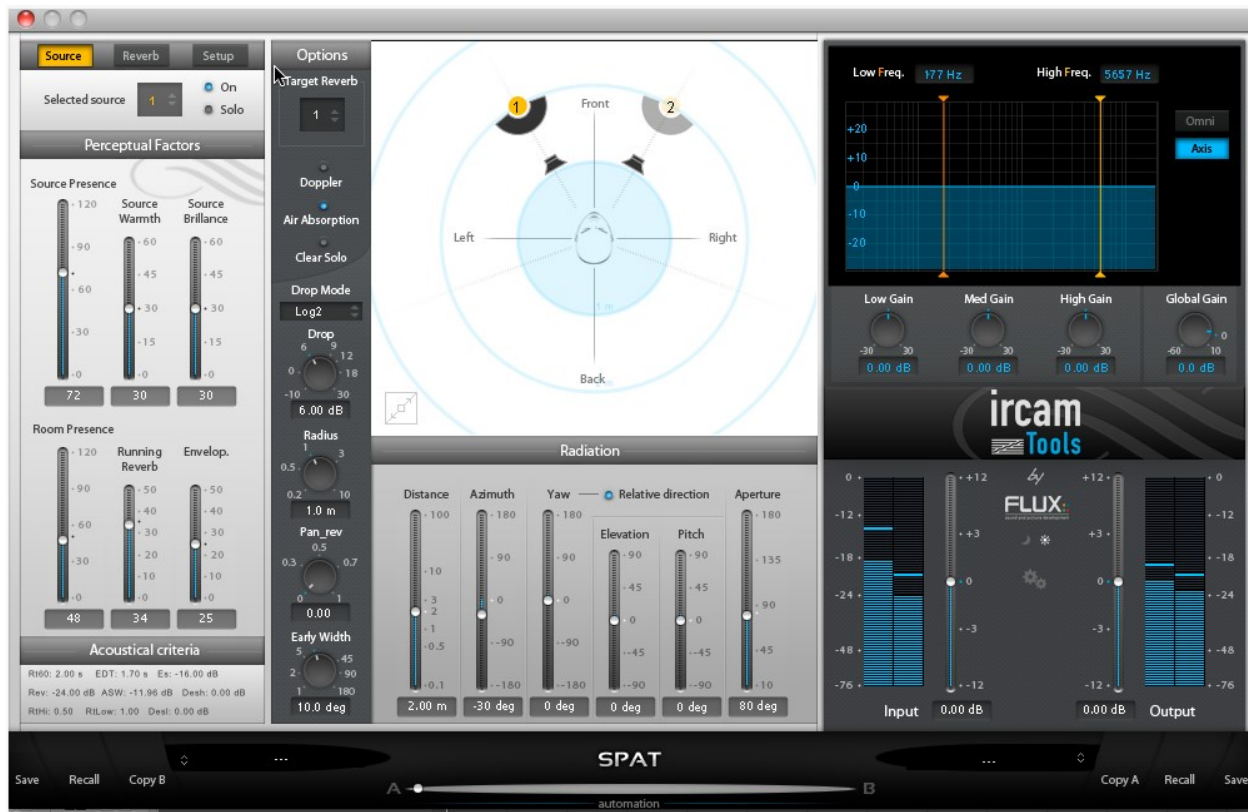 Source Reverb Setup
Selected source 1 On
Solo
Perceptual Factors
Source Presence
Source Warmth
Source Brillance
120
90
60
30
0
60
45
30
15
0
60
45
30
15
0
72 30 30
Room Presence
Running Reverb
Envelop.
120
90
60
30
0
50
40
30
20
10
0
50
40
30
20
10
0
48 34 25
Acoustical criteria
Rt60: 2.00 s EDT: 1.70 s Es: -16.00 dB
Rev: -24.00 dB ASW: -11.96 dB Desh: 0.00 dB
RtHi: 0.50 RtLow: 1.00 Desl: 0.00 dB
Options
Target Reverb
1
Doppler
Air Absorption
Clear Solo
Drop Mode
Log2
Drop
6 9
12
0 18
-10 30
6.00 dB
Radius
1 3
0.5
0.2 10
1.0 m
Pan_rev
0.5
0.3 0.7
0 1
0.00
Early Width
5 45
2 90
1 180
10.0 deg
1 2
Front
Left Right
1 m
Back
Radiation
Distance Azimuth Yaw Relative direction Aperture
Elevation Pitch
100
10
3
2
1
0.5
0.1
180
90
0
-90
-180
180
90
0
-90
-180
90
45
0
-45
-90
90
45
0
-45
-90
180
135
90
45
10
2.00 m -30 deg 0 deg 0 deg 0 deg 80 deg
Low Freq. 177 Hz High Freq. 5657 Hz
+20
+10
0
-10
-20
Omni
Axis
Low Gain Med Gain High Gain Global Gain
-30 30 -30 30 -30 30 -60 10
0
0.00 dB 0.00 dB 0.00 dB 0.0 dB
ircam
Tools
by
FLUX::
sound and picture development
0
-12
-18
-24
-48
-76
+12
+3
0
-3
-12
+12
+3
0
-3
-12
0
-12
-18
-24
-48
-76
Input 0.00 dB 0.00 dB Output
--- SPAT ---
Save Recall Copy B A B Copy A Recall Save
automation